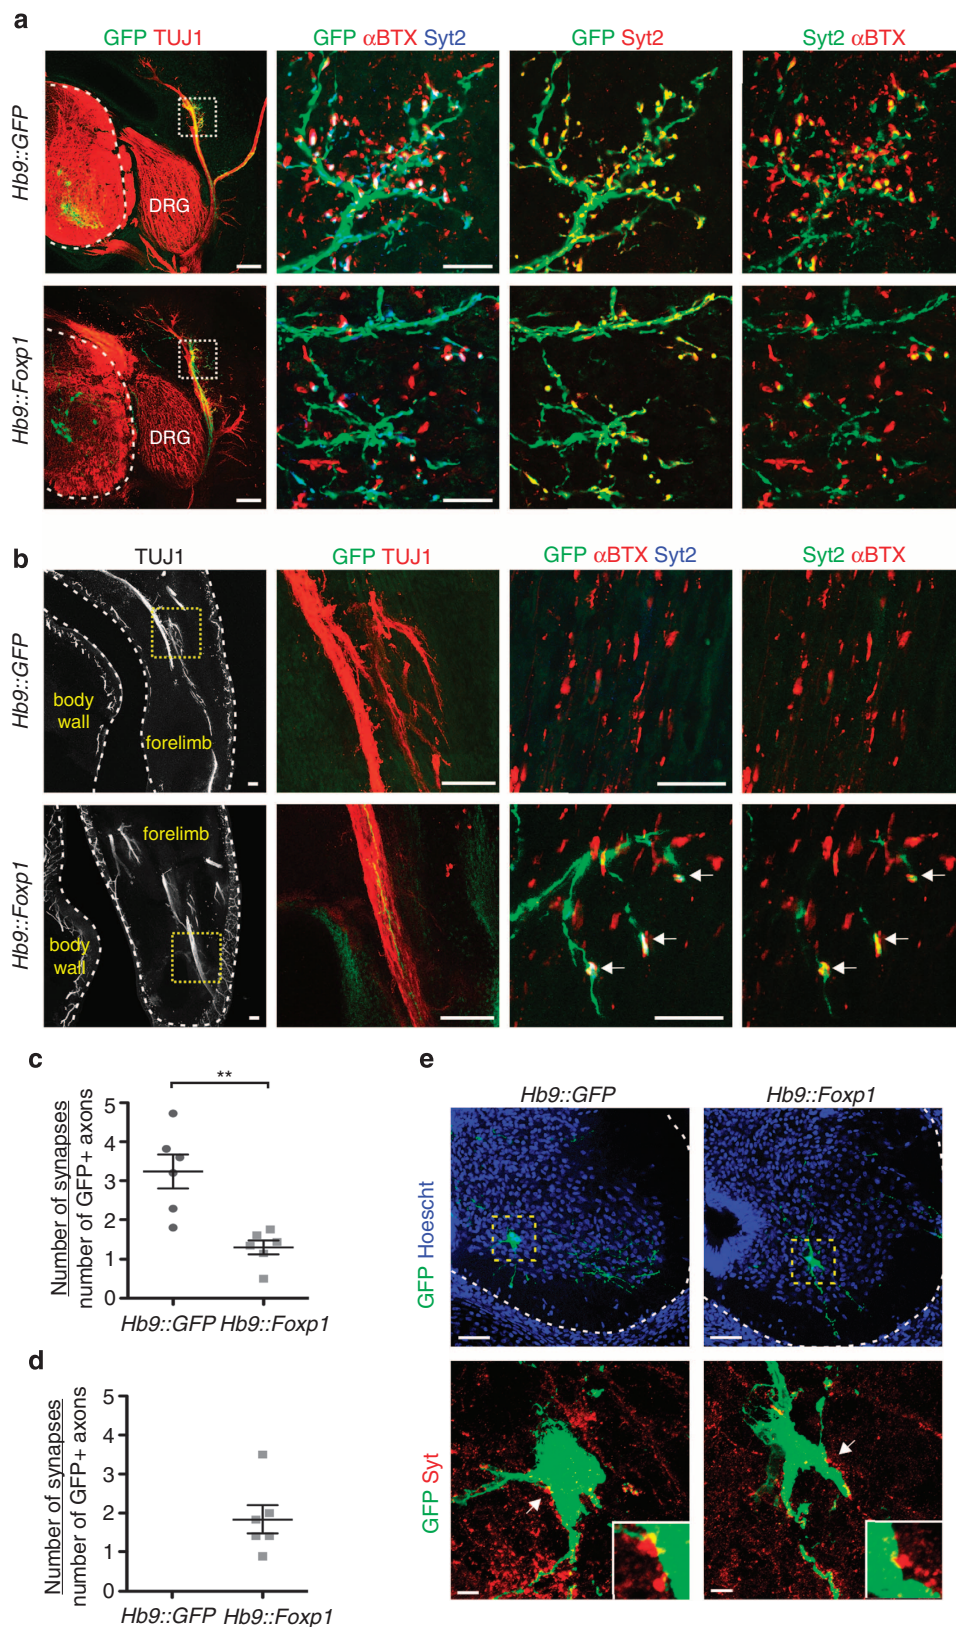 a
GFP TUJ1
GFP αBTX Syt2
GFP Syt2
Syt2 αBTX
Hb9::GFP
DRG
Hb9::Foxp1
DRG
b
TUJ1
GFP TUJ1
GFP αBTX Syt2
Syt2 αBTX
Hb9::GFP
body
wall
forelimb
Hb9::Foxp1
forelimb
body
wall
c
**
Number of synapses
number of GFP+ axons
5
4
3
2
1
0
Hb9::GFP Hb9::Foxp1
d
Number of synapses
number of GFP+ axons
5
4
3
2
1
0
Hb9::GFP Hb9::Foxp1
e
Hb9::GFP
Hb9::Foxp1
GFP Hoescht
GFP Syt